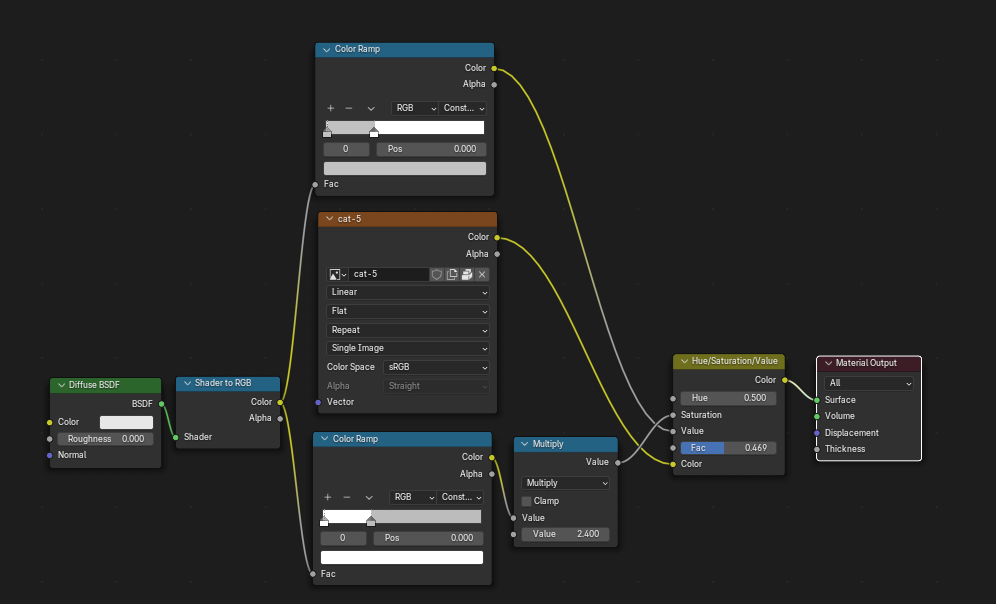 Color Ramp
Color
Alpha
RGB
Const...
0
Pos
0.000
Fac
cat-5
Color
Alpha
cat-5
Linear
Flat
Repeat
Single Image
Color Space
sRGB
Alpha
Straight
Vector
Diffuse BSDF
BSDF
Color
Roughness 0.000
Normal
Shader to RGB
Color
Alpha
Shader
Color Ramp
Color
Alpha
RGB
Const...
0
Pos
0.000
Fac
Multiply
Value
Multiply
Clamp
Value
Value 2.400
Hue/Saturation/Value
Color
Hue 0.500
Saturation
Value
Fac 0.469
Color
Material Output
All
Surface
Volume
Displacement
Thickness